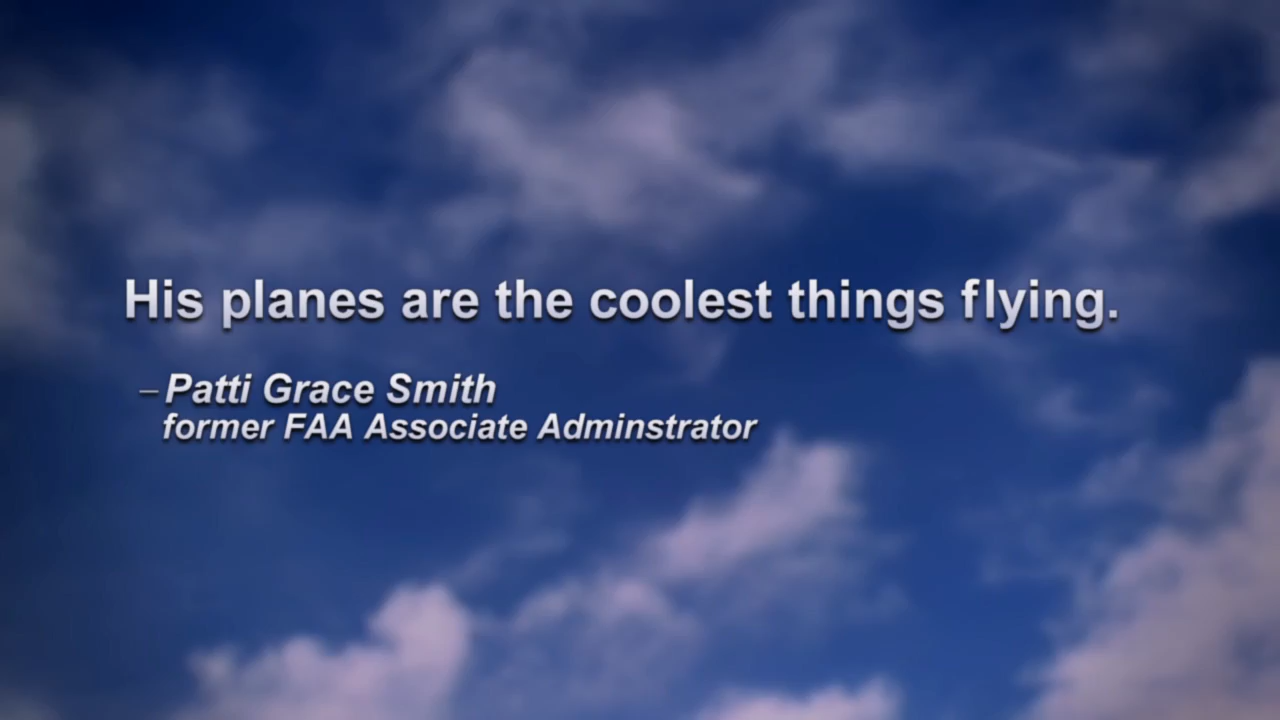 His planes are the coolest things flying.
– Patti Grace Smith
former FAA Associate Adminstrator